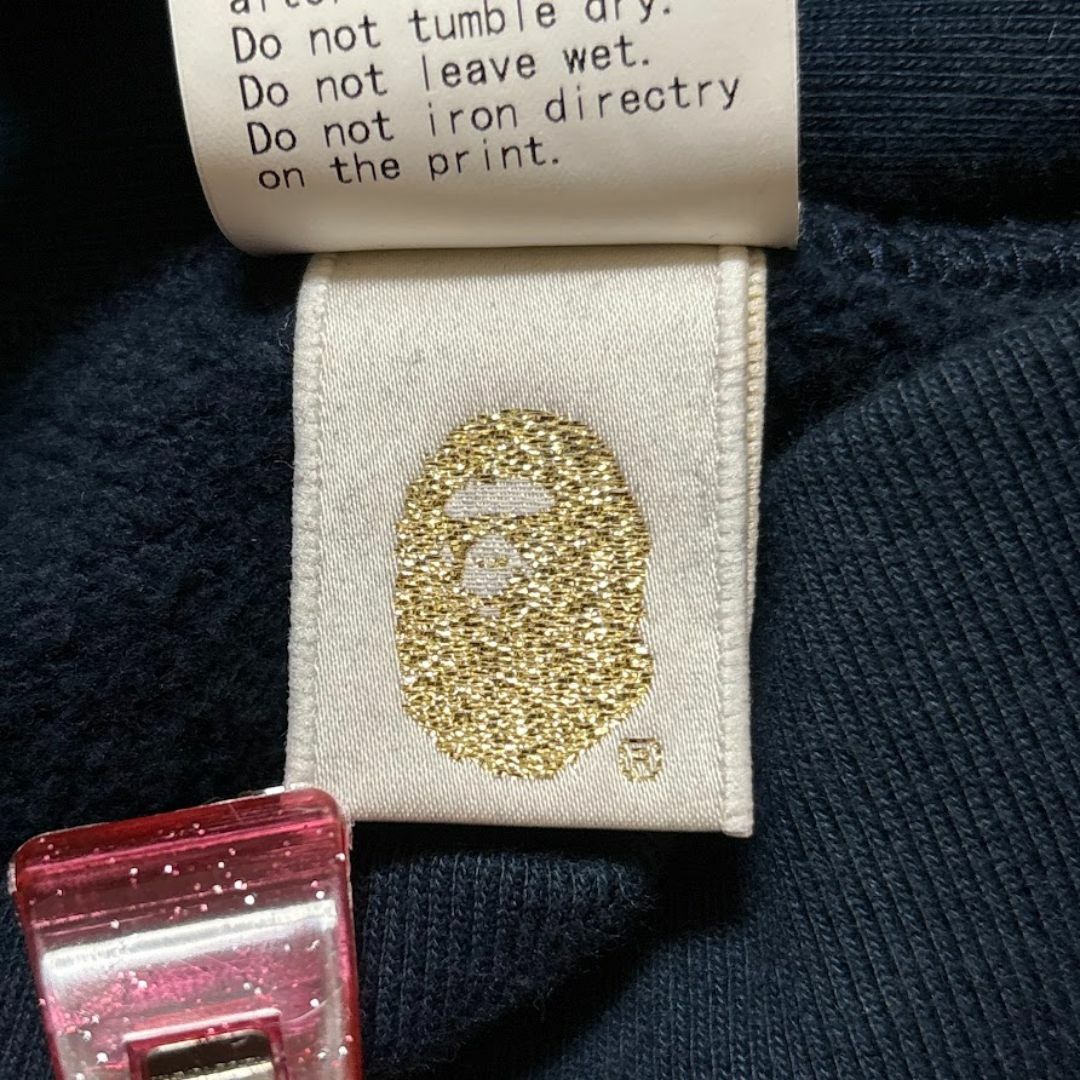 Do not tumble dry.
Do not leave wet.
Do not iron directry
on the print.
®